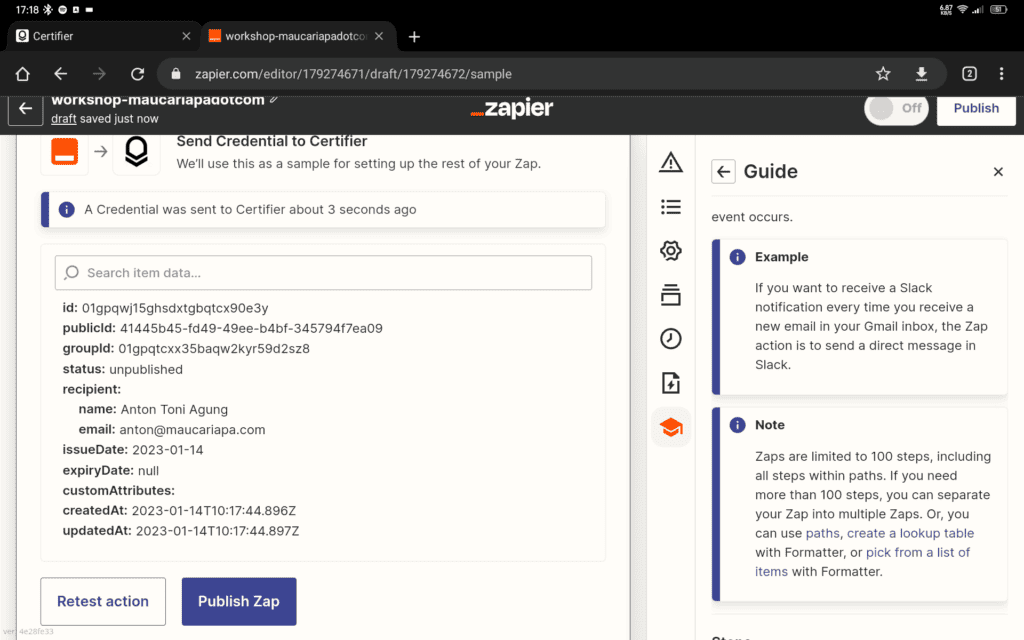 17:18
6.87 KB/S
51
Certifier
workshop-maucariapadotco
zapier.com/editor/179274671/draft/179274672/sample
2
workshop-maucariapadotcom
draft saved just now
zapier
Off
Publish
Send Credential to Certifier
We'll use this as a sample for setting up the rest of your Zap.
A Credential was sent to Certifier about 3 seconds ago
Search item data...
id: 01gpqwj15ghsdxtgbqtcx90e3y
publicId: 41445b45-fd49-49ee-b4bf-345794f7ea09
groupId: 01gpqtcxx35baqw2kyr59d2sz8
status: unpublished
recipient:
name: Anton Toni Agung
email: anton@maucariapa.com
issueDate: 2023-01-14
expiryDate: null
customAttributes:
createdAt: 2023-01-14T10:17:44.896Z
updatedAt: 2023-01-14T10:17:44.897Z
Retest action
Publish Zap
ver. 4e28fe33
Guide
event occurs.
Example
If you want to receive a Slack
notification every time you receive a
new email in your Gmail inbox, the Zap
action is to send a direct message in
Slack.
Note
Zaps are limited to 100 steps, including
all steps within paths. If you need
more than 100 steps, you can separate
your Zap into multiple Zaps. Or, you
can use paths, create a lookup table
with Formatter, or pick from a list of
items with Formatter.